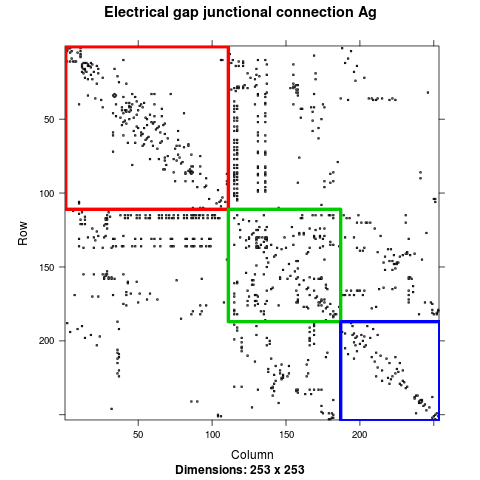 Electrical gap junctional connection Ag
50
100
150
200
Row
50
100
150
200
Column
Dimensions: 253 x 253